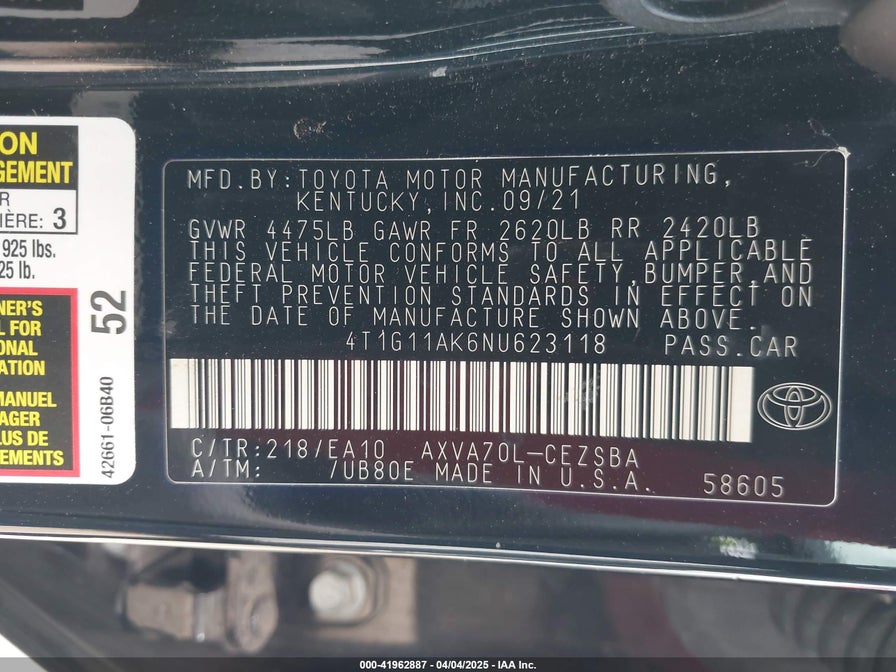 ON
GEMENT
R
IÈRE: 3
925 lbs.
25 lb.
NER'S
L FOR
ONAL
ATION
MANUEL
AGER
PLUS DE
EMENTS
52
42661-06B40
MFD.BY:TOYOTA MOTOR MANUFACTURING,
KENTUCKY,INC.09/21
GVWR 4475LB GAWR FR 2620LB RR 2420LB
THIS VEHICLE CONFORMS TO ALL APPLICABLE
FEDERAL MOTOR VEHICLE SAFETY,BUMPER,AND
THEFT PREVENTION STANDARDS IN EFFECT ON
THE DATE OF MANUFACTURE SHOWN ABOVE.
4T1G11AK6NU623118 PASS.CAR
C/TR:218/EA10 AXVA70L-CEZSBA
A/TM: /UB80E MADE IN U.S.A. 58605
000-41962887 - 04/04/2025 - IAA Inc.